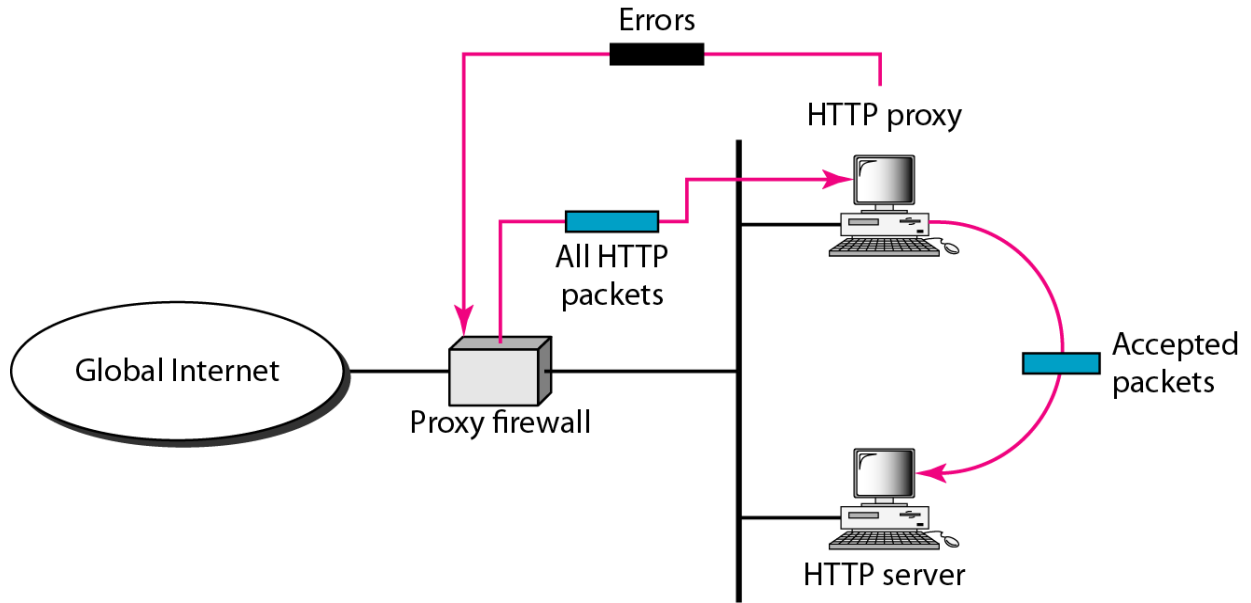 Errors
HTTP proxy
All HTTP
packets
Global Internet
Accepted
packets
Proxy firewall
HTTP server